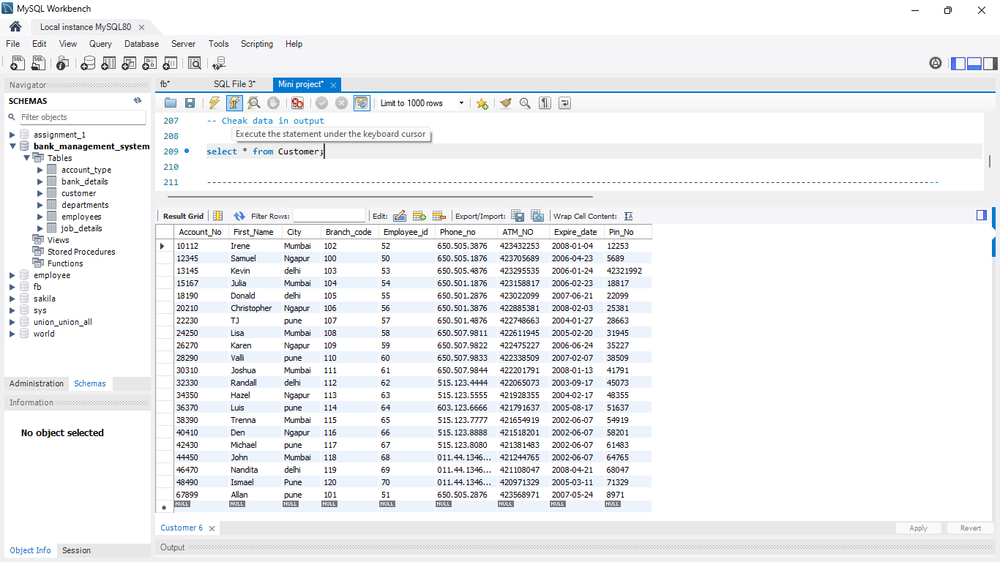 MySQL Workbench
Local instance MySQL80
File Edit View Query Database Server Tools Scripting Help
Navigator
SCHEMAS
Filter objects
assignment_1
bank_management_system
Tables
account_type
bank_details
customer
departments
employees
job_details
Views
Stored Procedures
Functions
employee
fb
sakila
sys
union_union_all
world
Administration Schemas
Information
No object selected
Object Info Session
fb* SQL File 3* Mini project*
Limit to 1000 rows
207 -- Cheak data in output
208
Execute the statement under the keyboard cursor
209 select * from Customer;
210
211 ----------------------------------------------------------------
Result Grid Filter Rows: Edit: Export/Import: Wrap Cell Content:
Account_No First_Name City Branch_code Employee_id Phone_no ATM_NO Expire_date Pin_No
10112 Irene Mumbai 102 52 650.505.3876 423432253 2008-01-04 12253
12345 Samuel Ngapur 100 50 650.505.1876 423705689 2006-04-23 5689
13145 Kevin delhi 103 53 650.505.4876 423295535 2006-01-24 42321992
15167 Julia Mumbai 104 54 650.501.1876 423158817 2006-02-23 18817
18190 Donald delhi 105 55 650.501.2876 423022099 2007-06-21 22099
20210 Christopher Ngapur 106 56 650.501.3876 422885381 2008-02-03 25381
22230 TJ pune 107 57 650.501.4876 422748663 2004-01-27 28663
24250 Lisa Mumbai 108 58 650.507.9811 422611945 2005-02-20 31945
26270 Karen Ngapur 109 59 650.507.9822 422475227 2006-06-24 35227
28290 Valli pune 110 60 650.507.9833 422338509 2007-02-07 38509
30310 Joshua Mumbai 111 61 650.507.9844 422201791 2008-01-13 41791
32330 Randall delhi 112 62 515.123.4444 422065073 2003-09-17 45073
34350 Hazel Ngapur 113 63 515.123.5555 421928355 2004-02-17 48355
36370 Luis pune 114 64 603.123.6666 421791637 2005-08-17 51637
38390 Trenna Mumbai 115 65 515.123.7777 421654919 2002-06-07 54919
40410 Den Ngapur 116 66 515.123.8888 421518201 2002-06-07 58201
42430 Michael pune 117 67 515.123.8080 421381483 2002-06-07 61483
44450 John Mumbai 118 68 011.44.1346... 421244765 2002-06-07 64765
46470 Nandita delhi 119 69 011.44.1346... 421108047 2008-04-21 68047
48490 Ismael Pune 120 70 011.44.1346... 420971329 2005-03-11 71329
67899 Allan pune 101 51 650.505.2876 423568971 2007-05-24 8971
NULL NULL NULL NULL NULL NULL NULL NULL NULL
Customer 6 Apply Revert
Output